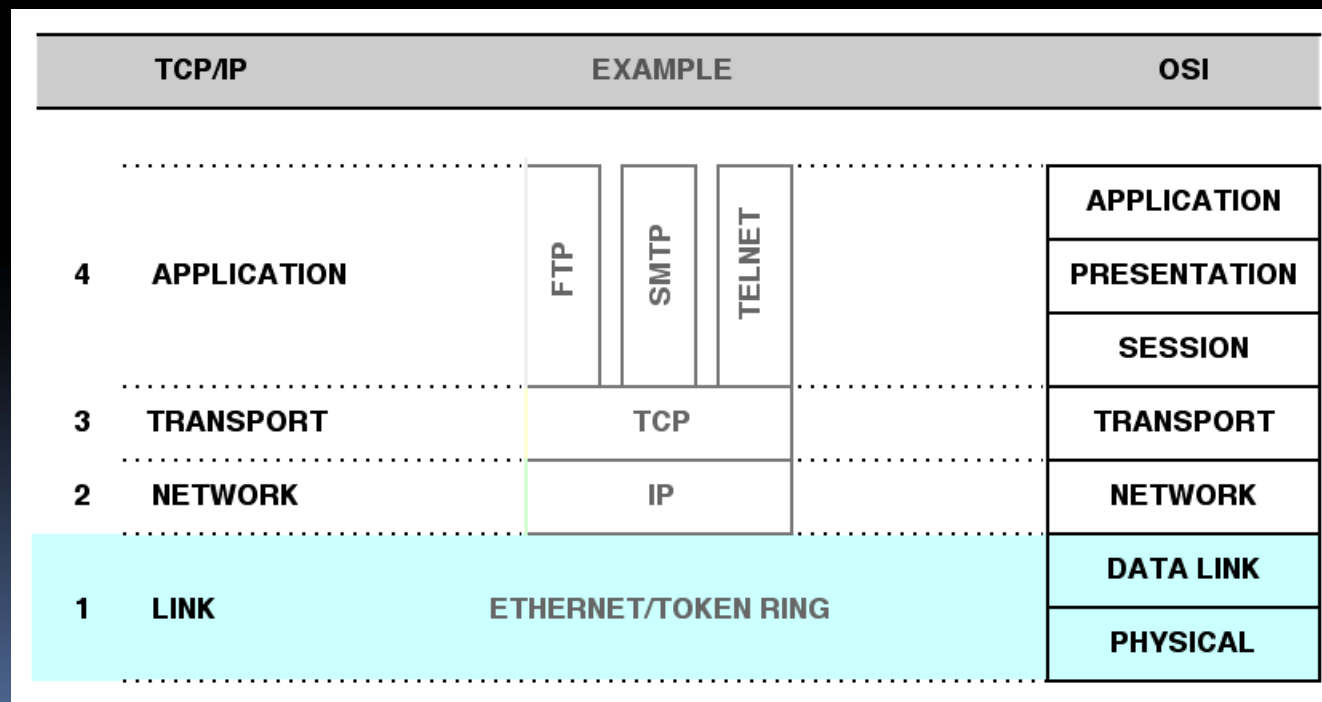 TCP/IP EXAMPLE OSI
4 APPLICATION FTP SMTP TELNET APPLICATION
PRESENTATION
SESSION
3 TRANSPORT TCP TRANSPORT
2 NETWORK IP NETWORK
1 LINK ETHERNET/TOKEN RING DATA LINK
PHYSICAL